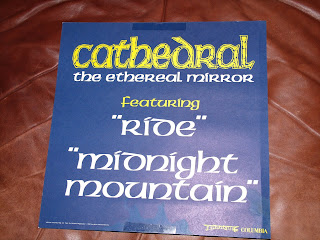 cathedral
the ethereal mirror
featuring
"Ride"
"midnight
mountain"
COLUMBIA